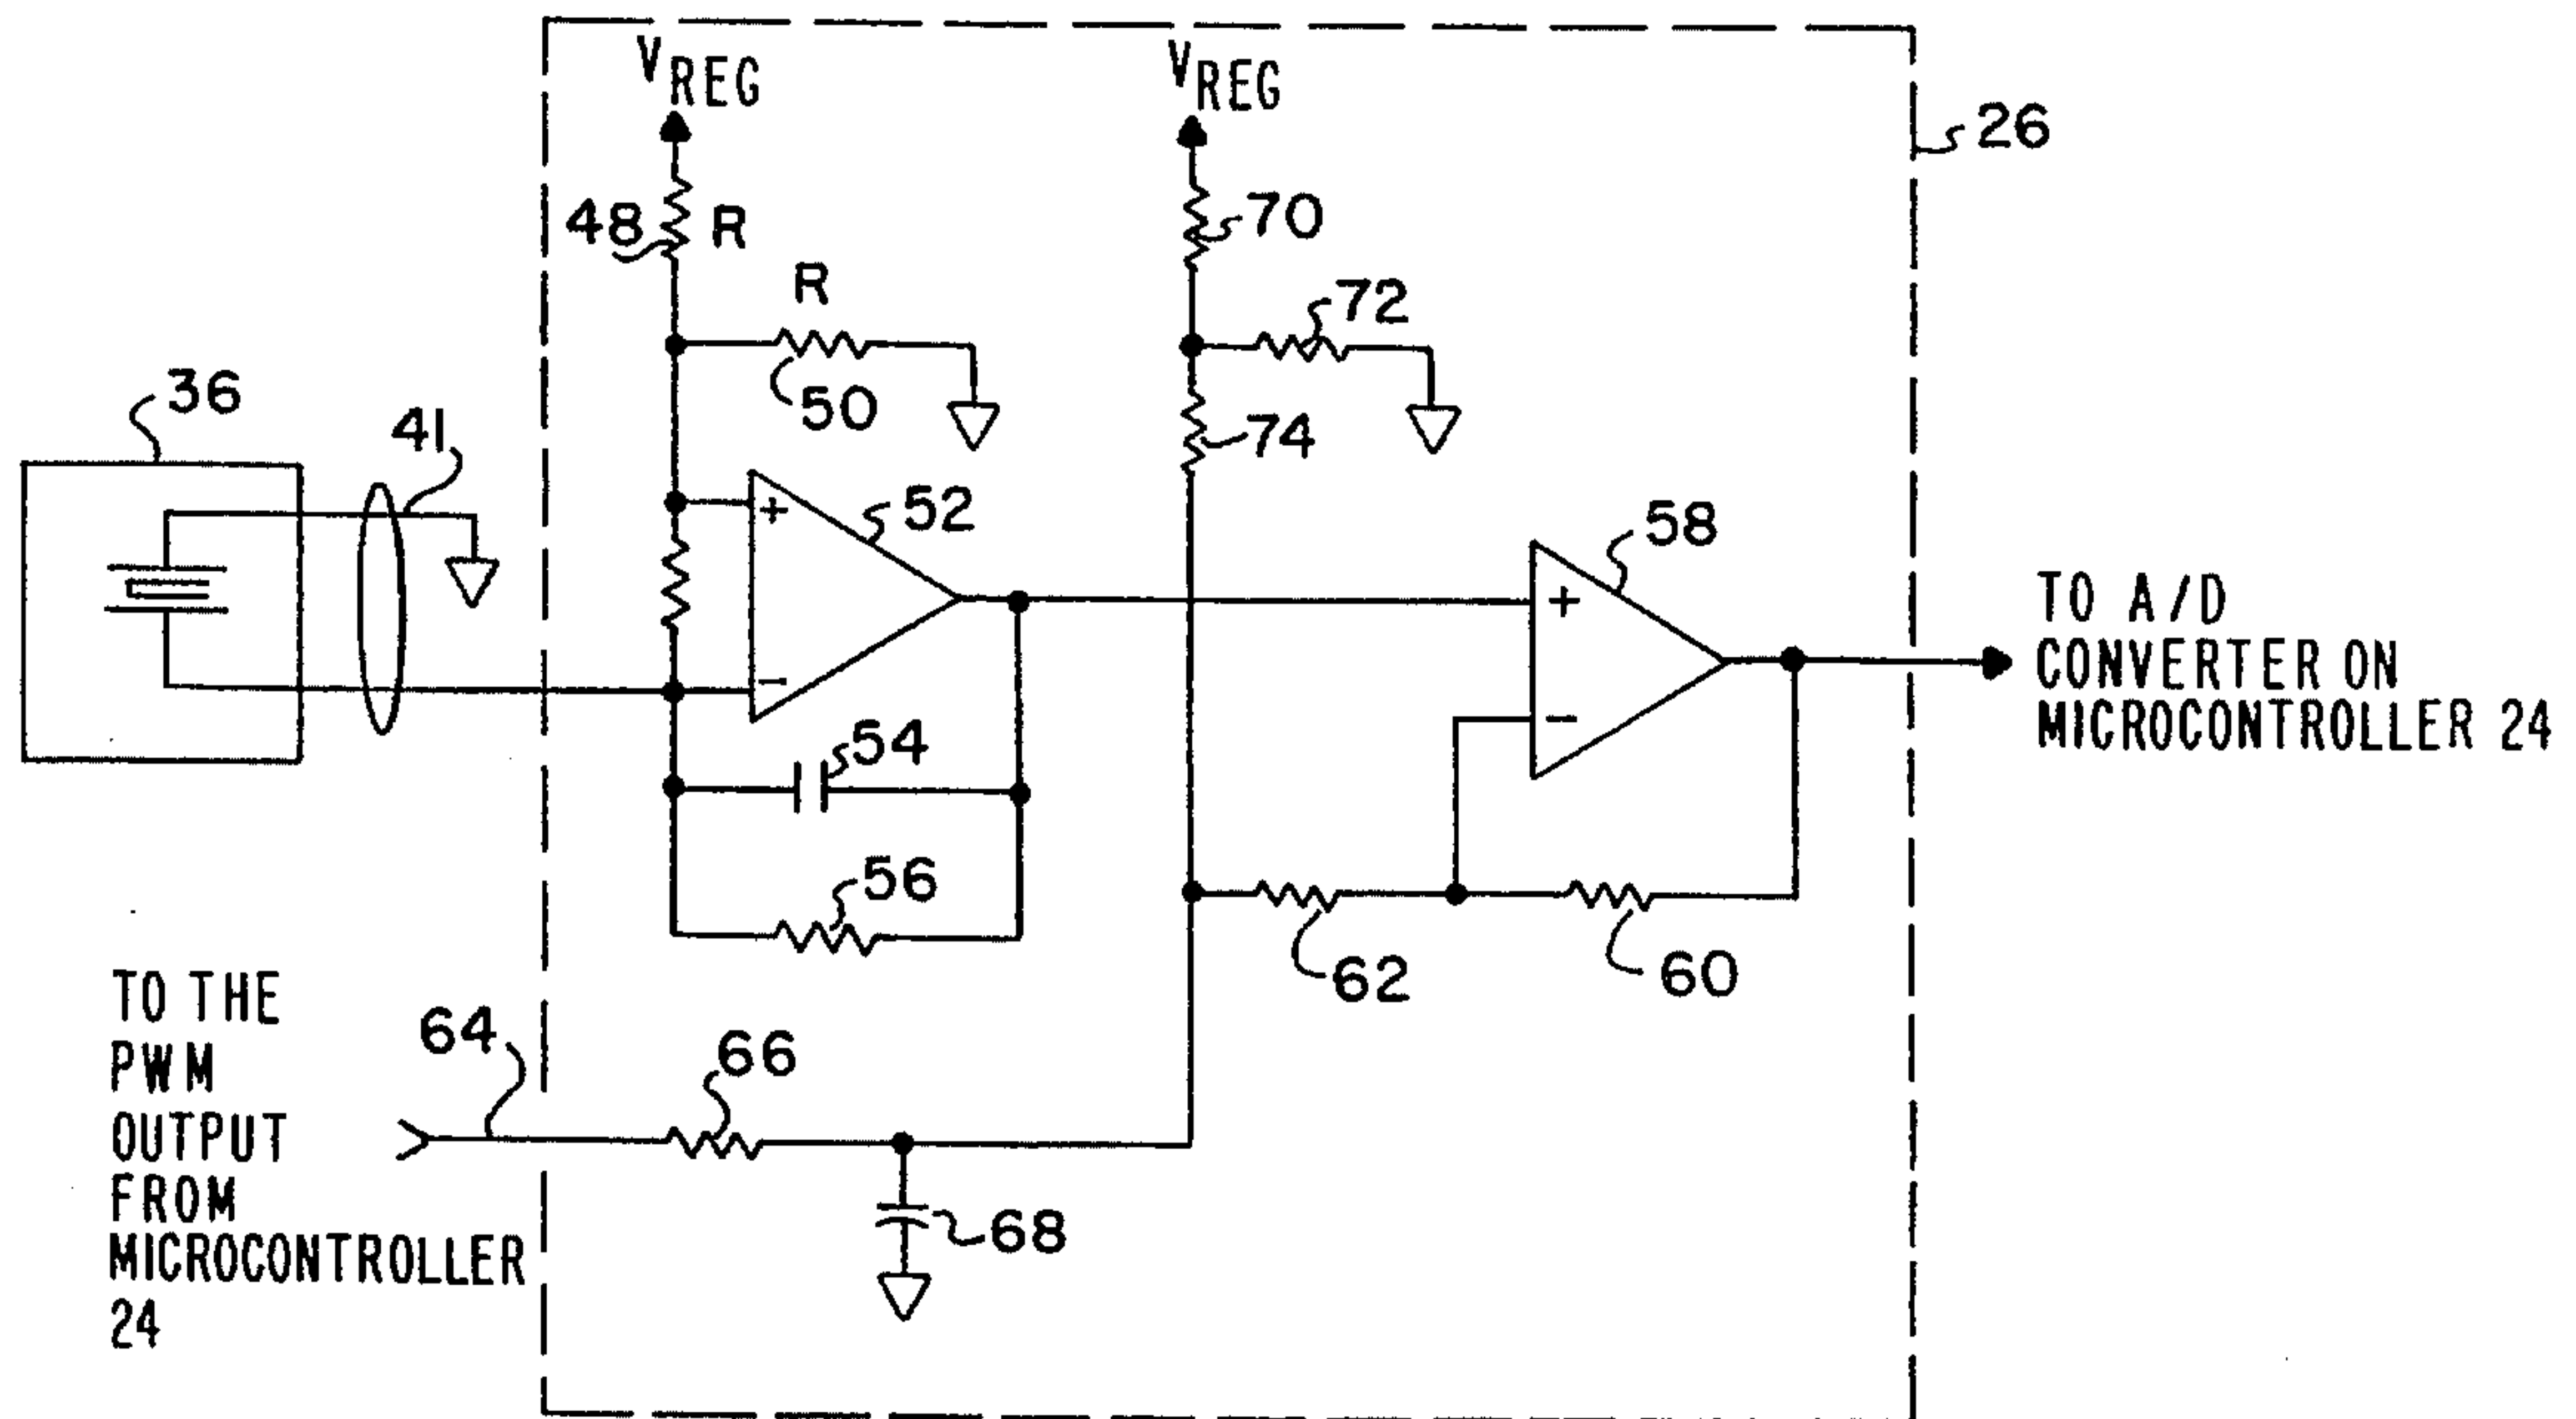 VREG
VREG
26
48
R
70
R
72
50
74
36
41
+
52
−
58
+
−
TO A/D
CONVERTER ON
MICROCONTROLLER 24
54
56
62
60
TO THE
PWM
OUTPUT
FROM
MICROCONTROLLER
24
64
66
68